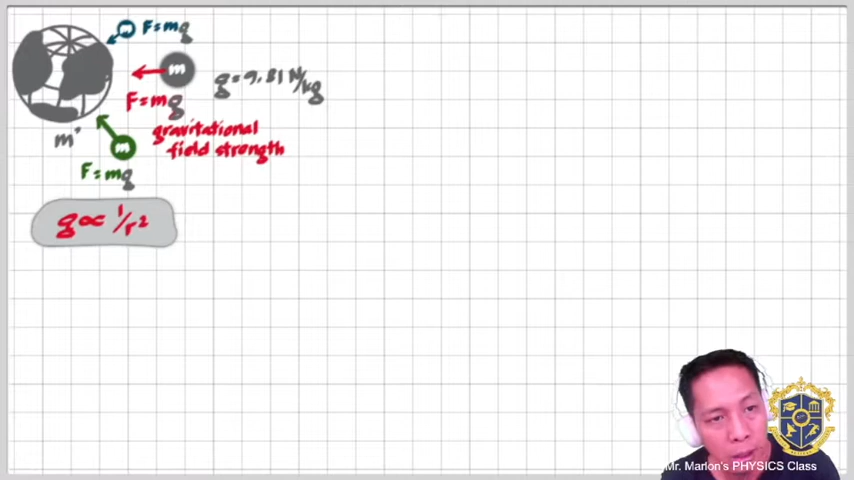 F=mg
m
g=9.81 N/kg
F=mg
gravitational
field strength
m'
m
F=mg
g∝1/r²
Mr. Marlon's PHYSICS Class